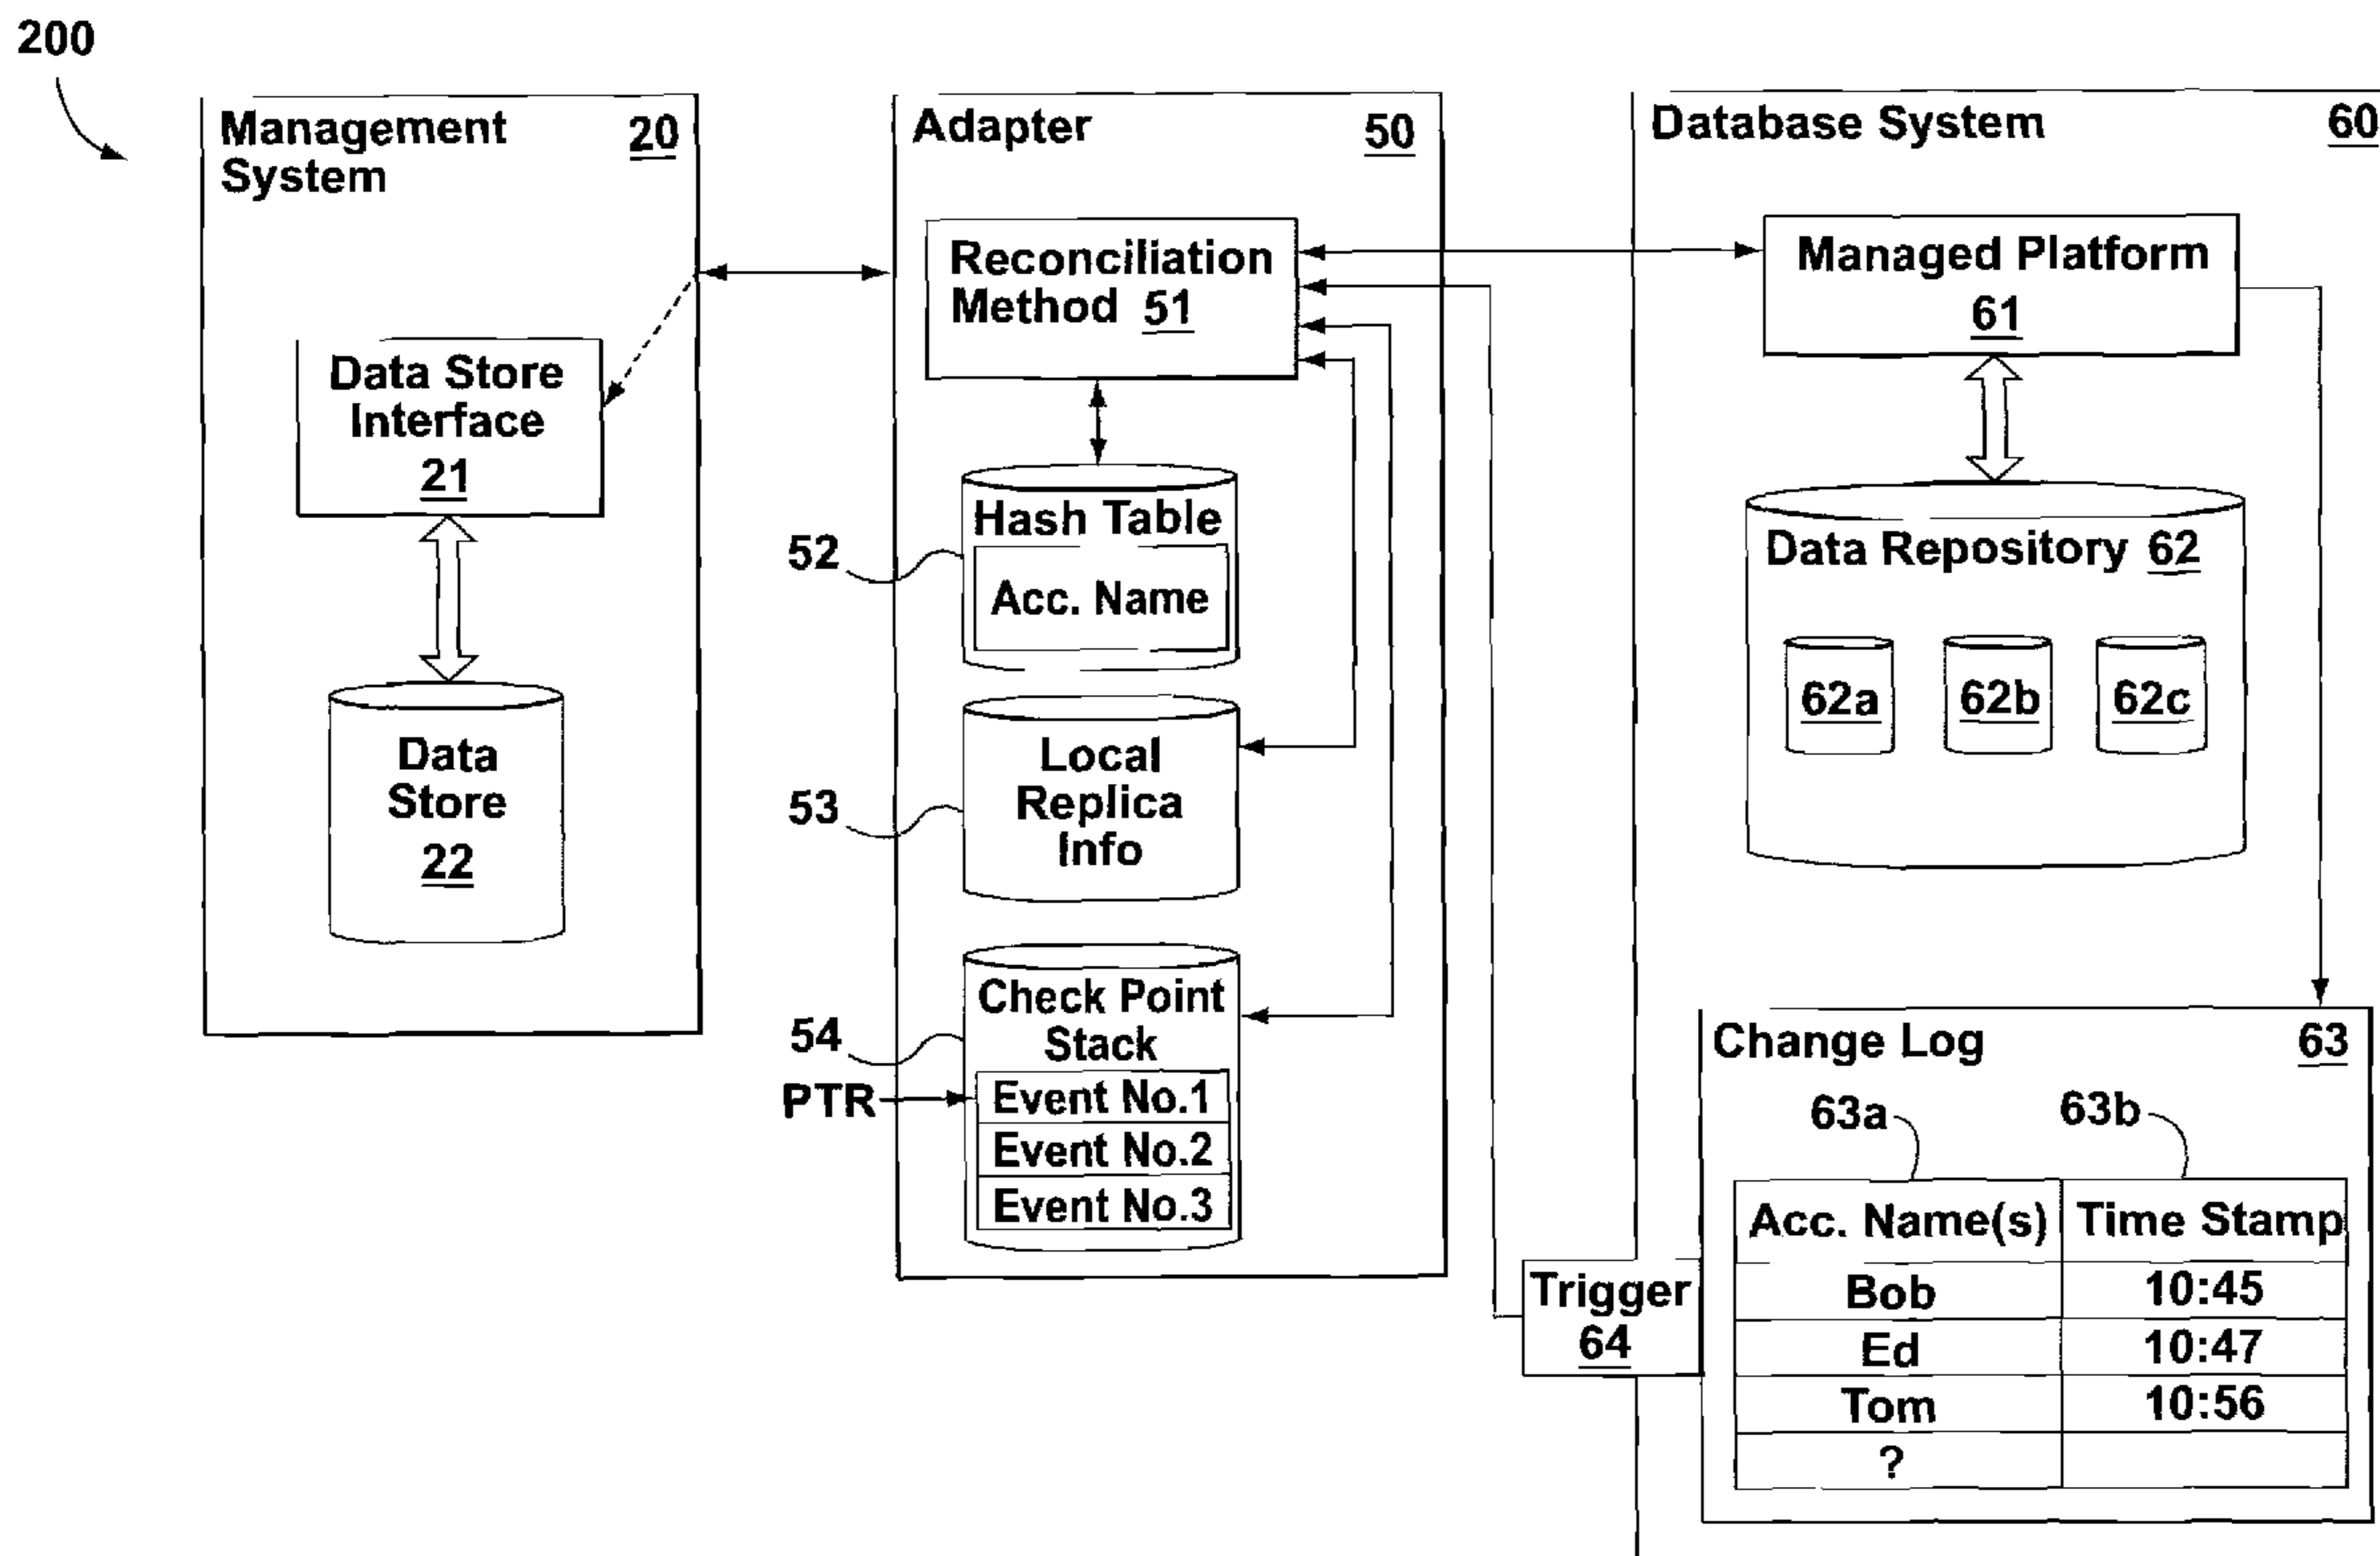 200
Management 20
System
Data Store
Interface
21
Data
Store
22
Adapter 50
Reconciliation
Method 51
52
Hash Table
Acc. Name
53
Local
Replica
Info
54
Check Point
Stack
PTR
Event No.1
Event No.2
Event No.3
Database System 60
Managed Platform
61
Data Repository 62
62a 62b 62c
Trigger
64
Change Log 63
63a 63b
Acc. Name(s) Time Stamp
Bob 10:45
Ed 10:47
Tom 10:56
?